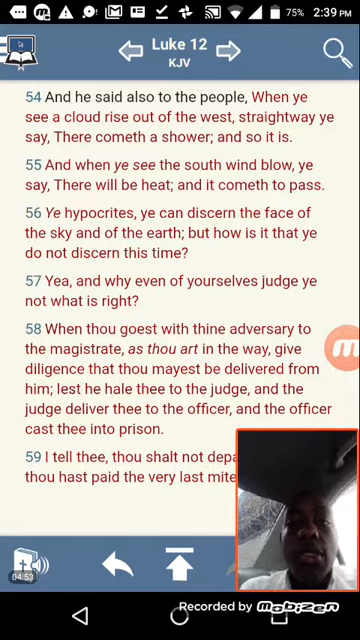 75% 2:39 PM
Luke 12
KJV
54 And he said also to the people, When ye
see a cloud rise out of the west, straightway ye
say, There cometh a shower; and so it is.
55 And when ye see the south wind blow, ye
say, There will be heat; and it cometh to pass.
56 Ye hypocrites, ye can discern the face of
the sky and of the earth; but how is it that ye
do not discern this time?
57 Yea, and why even of yourselves judge ye
not what is right?
58 When thou goest with thine adversary to
the magistrate, as thou art in the way, give
diligence that thou mayest be delivered from
him; lest he hale thee to the judge, and the
judge deliver thee to the officer, and the officer
cast thee into prison.
59 I tell thee, thou shalt not depa
thou hast paid the very last mite
04:53
Recorded by mobizen